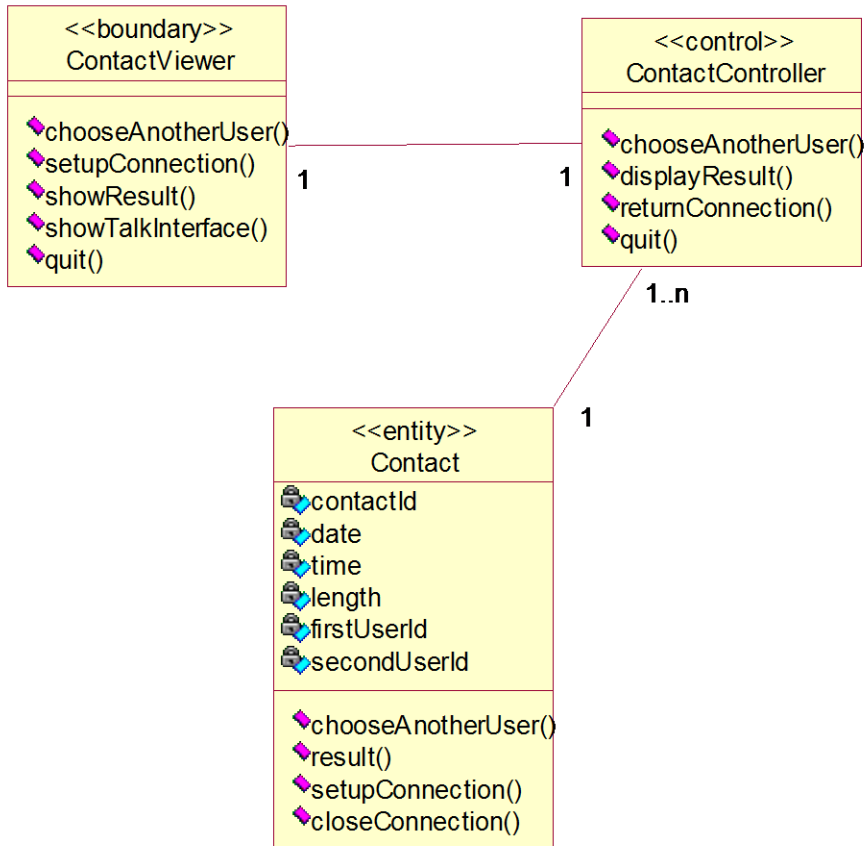 <<boundary>>
ContactViewer
chooseAnotherUser()
setupConnection()
showResult()
showTalkInterface()
quit()
1
1
<<control>>
ContactController
chooseAnotherUser()
displayResult()
returnConnection()
quit()
1..n
1
<<entity>>
Contact
contactId
date
time
length
firstUserId
secondUserId
chooseAnotherUser()
result()
setupConnection()
closeConnection()